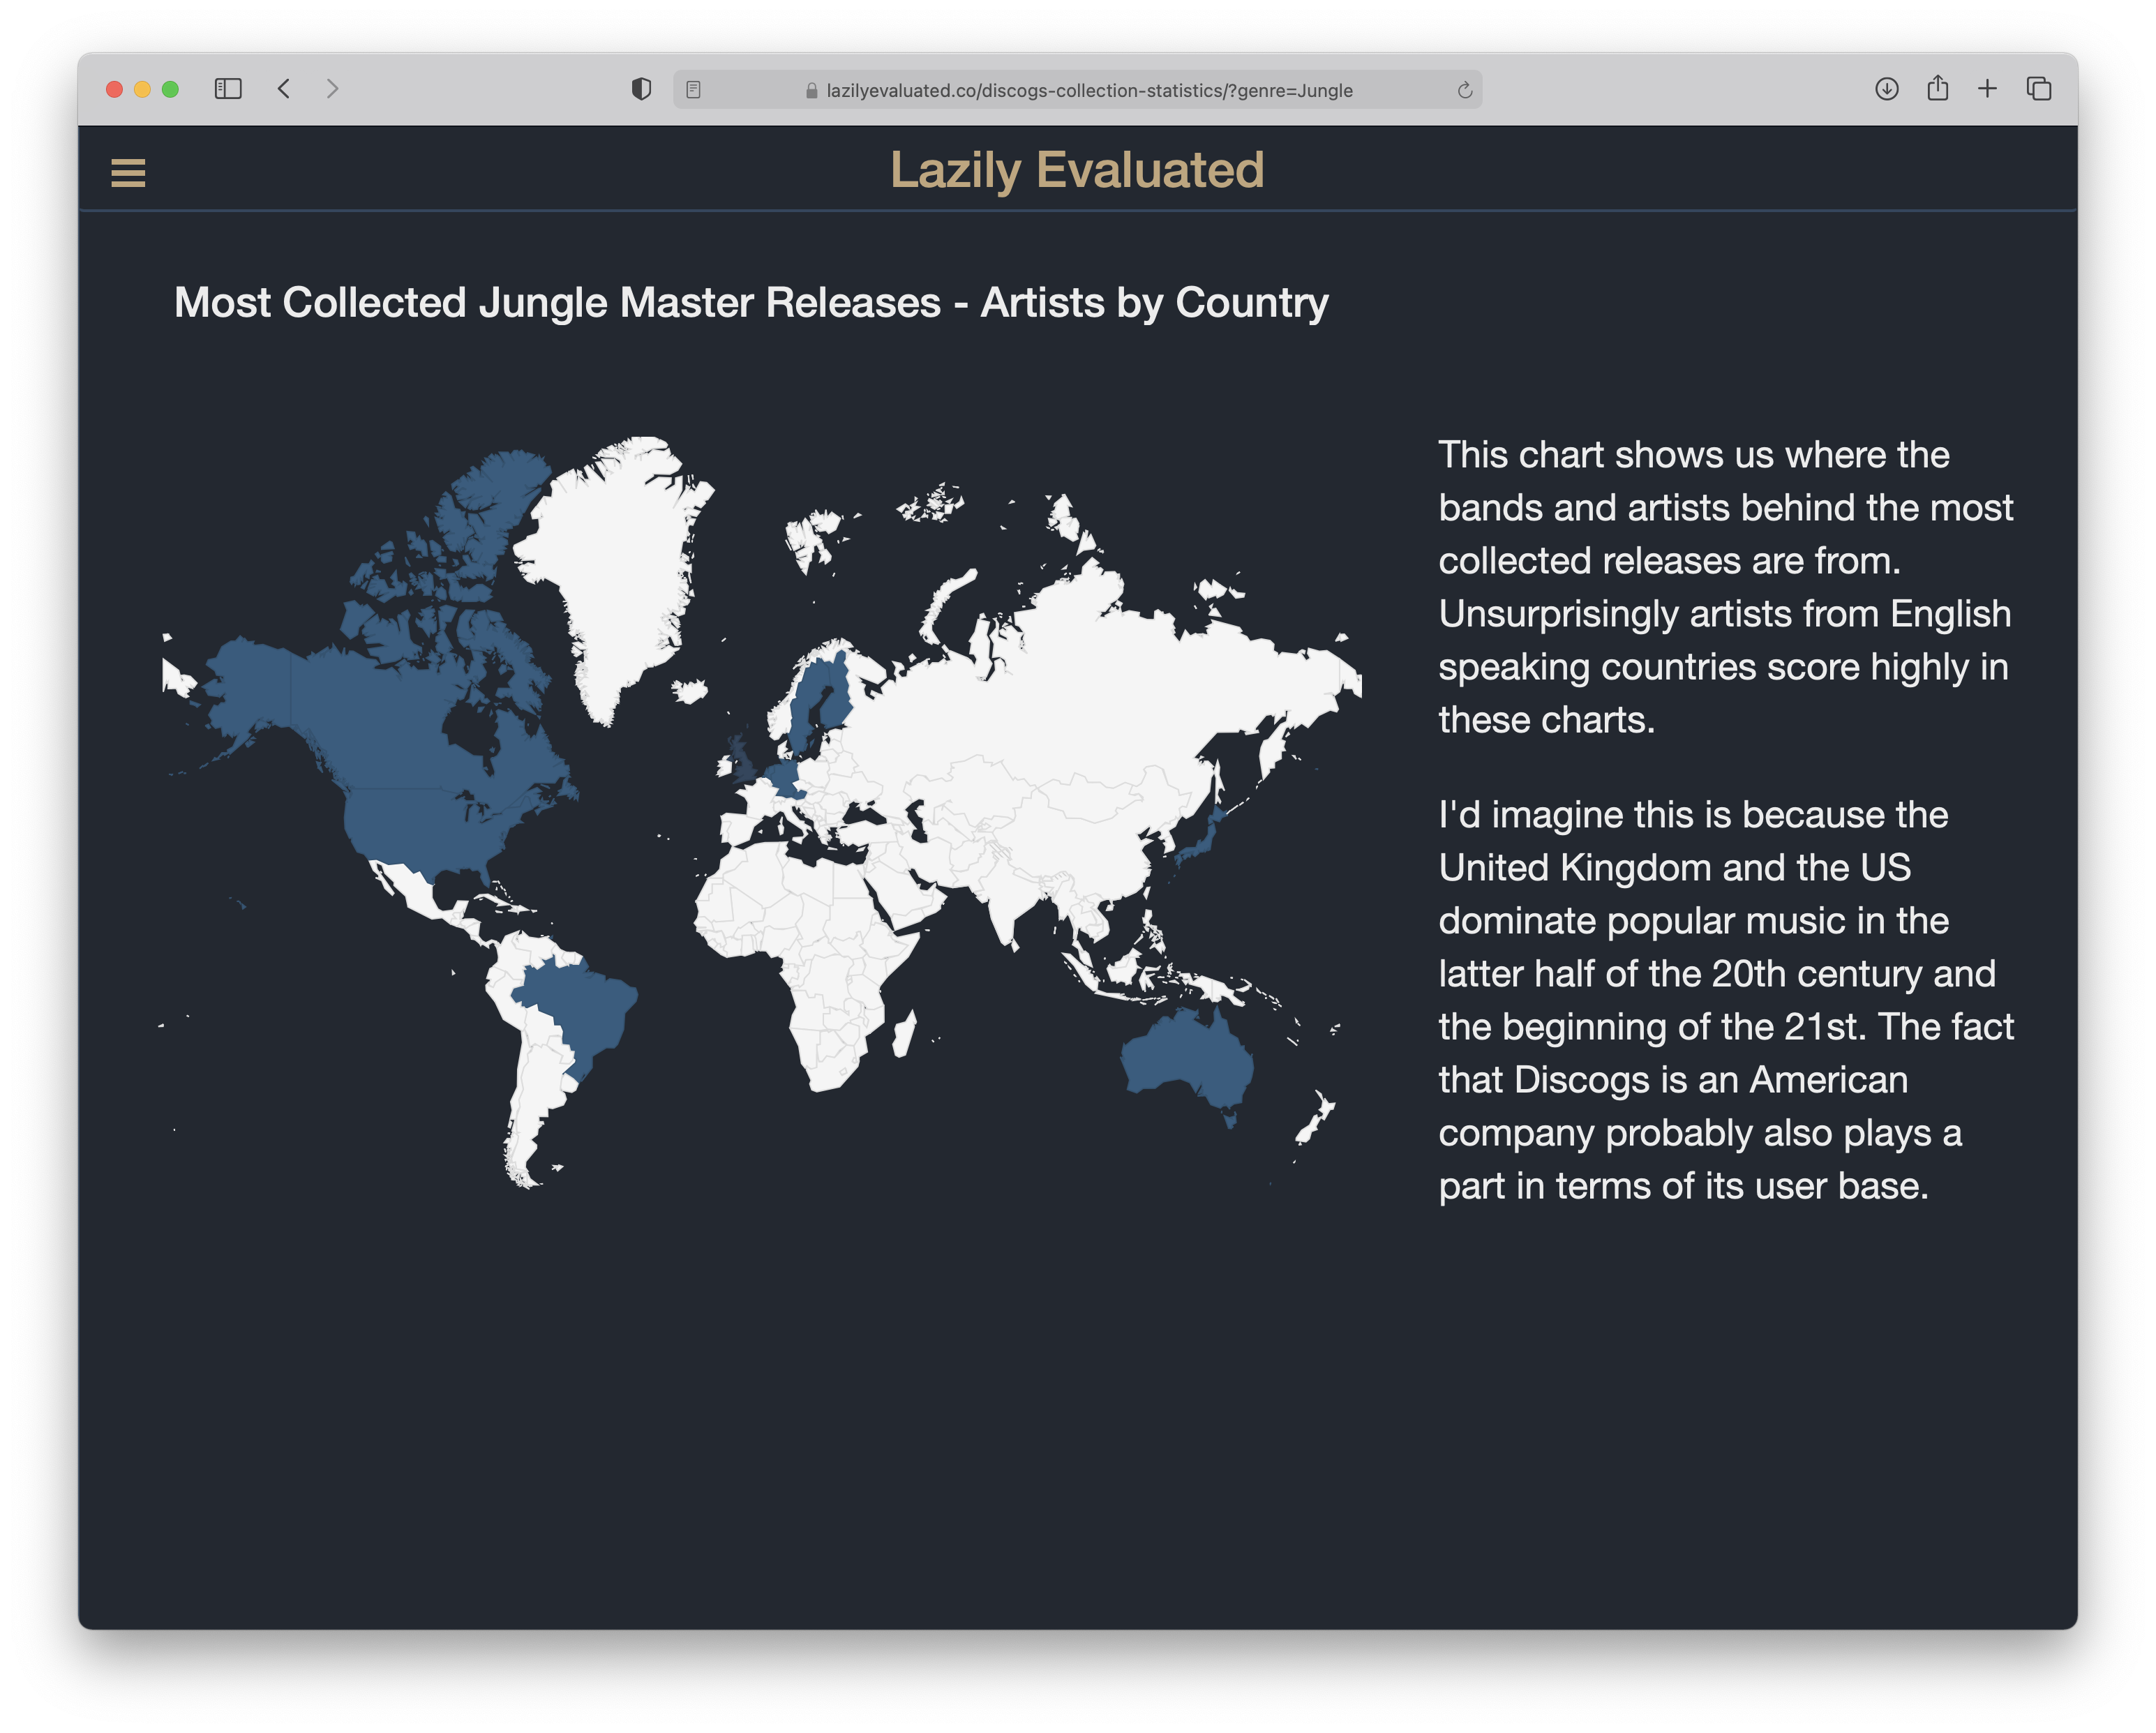 lazilyevaluated.co/discogs-collection-statistics/?genre=Jungle
Lazily Evaluated
Most Collected Jungle Master Releases - Artists by Country
This chart shows us where the
bands and artists behind the most
collected releases are from.
Unsurprisingly artists from English
speaking countries score highly in
these charts.
I'd imagine this is because the
United Kingdom and the US
dominate popular music in the
latter half of the 20th century and
the beginning of the 21st. The fact
that Discogs is an American
company probably also plays a
part in terms of its user base.